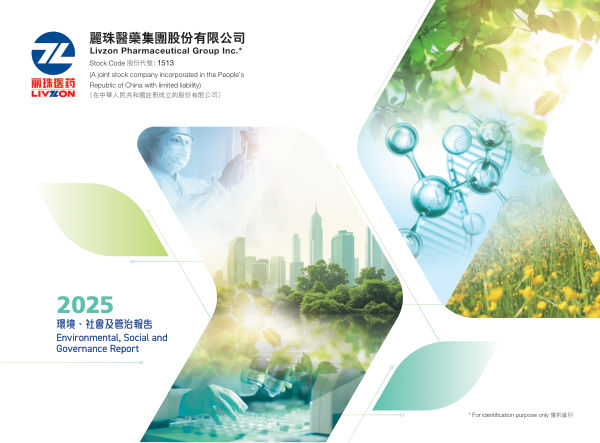 丽珠医药
LIVZON
麗珠醫藥集團股份有限公司
Livzon Pharmaceutical Group Inc.*
Stock Code 股份代號: 1513
(A joint stock company incorporated in the People's
Republic of China with limited liability)
(在中華人民共和國註冊成立的股份有限公司)
2025
環境、社會及管治報告
Environmental, Social and
Governance Report
* For identification purpose only 僅供識別